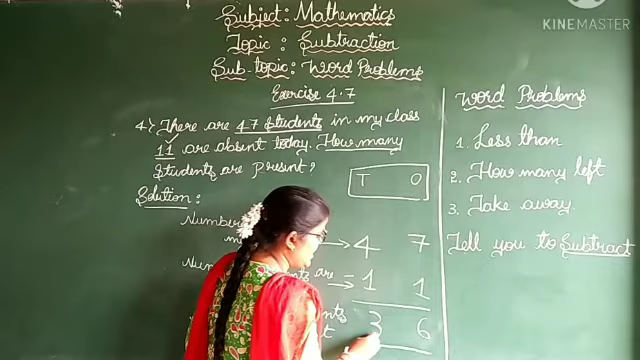 KINEMASTER
Subject: Mathematics
Topic: Subtraction
Sub-topic: Word Problems
Exercise 4.7
4) There are 47 students in my class
11 are absent today. How many
students are present?
T O
Solution:
4 7
are - 1 1
3 6
Word Problems
1. Less than
2. How many left
3. Take away.
Tell you to Subtract